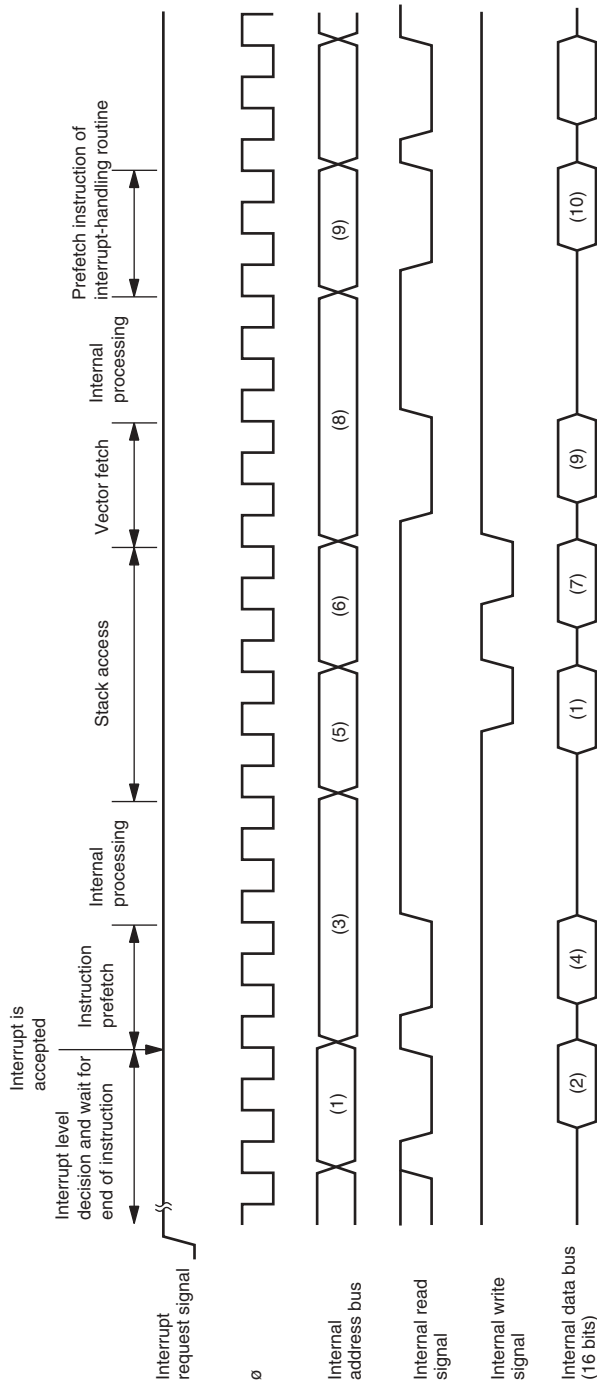 Interrupt is
accepted
Interrupt level
decision and wait for
end of instruction
Instruction
prefetch
Internal
processing
Stack access
Vector fetch
Internal
processing
Prefetch instruction of
interrupt-handling routine
Interrupt
request signal
ø
Internal
address bus
(1)
(3)
(5)
(6)
(8)
(9)
Internal read
signal
Internal write
signal
Internal data bus
(16 bits)
(2)
(4)
(1)
(7)
(9)
(10)